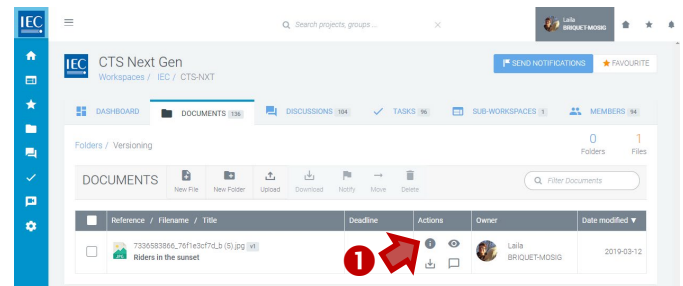 IEC
Search projects, groups ...
Laila
BRIQUET-MOSIG
IEC
CTS Next Gen
Workspaces / IEC / CTS-NXT
SEND NOTIFICATIONS
FAVOURITE
DASHBOARD
DOCUMENTS 136
DISCUSSIONS 104
TASKS 96
SUB-WORKSPACES 1
MEMBERS 94
Folders / Versioning
0
Folders
1
Files
DOCUMENTS
New File
New Folder
Upload
Download
Notify
Move
Delete
Filter Documents
Reference / Filename / Title
Deadline
Actions
Owner
Date modified ▼
JPG
7336583866_76f1e3cf7d_b (5).jpg v1
Riders in the sunset
1
Laila
BRIQUET-MOSIG
2019-03-12